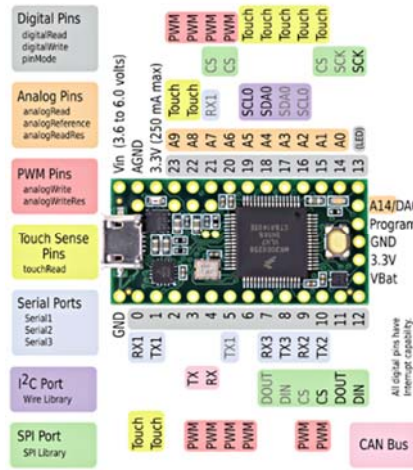 Digital Pins
digitalRead
digitalWrite
pinMode
Analog Pins
analogRead
analogReference
analogReadRes
PWM Pins
analogWrite
analogWriteRes
Touch Sense
Pins
touchRead
Serial Ports
Serial1
Serial2
Serial3
I²C Port
Wire Library
SPI Port
SPI Library
Vin (3.6 to 6.0 volts)
AGND
3.3V (250 mA max)
23 A9 Touch PWM
22 A8 Touch PWM
21 A7 RX1 CS PWM
20 A6 CS PWM
19 A5 SCL0 Touch
18 A4 SDA0 Touch
17 A3 SDA0 Touch
16 A2 SCL0 Touch
15 A1 CS Touch
14 A0 SCK
13 (LED) SCK
A14/DA
Program
GND
3.3V
VBat
GND
0 RX1 Touch
1 TX1 Touch
2
3 TX PWM
4 RX PWM
5 TX1 PWM
6 PWM
7 RX3 DOUT
8 TX3 DIN
9 RX2 CS PWM
10 TX2 CS PWM
11 DOUT
12 DIN
All digital pins have
Interrupt capability.
CAN Bus